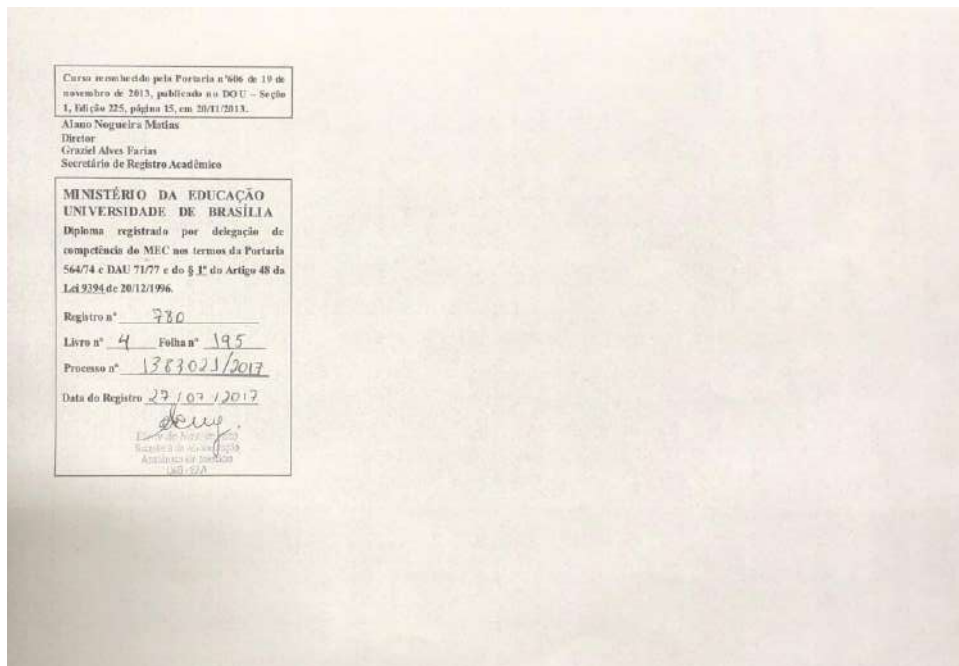 Curso reconhecido pela Portaria nº606 de 19 de
novembro de 2013, publicado no DOU – Seção
1, Edição 225, página 15, em 20/11/2013.
Alano Nogueira Matias
Diretor
Graziel Alves Farias
Secretário de Registro Acadêmico
MINISTÉRIO DA EDUCAÇÃO
UNIVERSIDADE DE BRASÍLIA
Diploma registrado por delegação de
competência do MEC nos termos da Portaria
564/74 e DAU 71/77 e do § 1º do Artigo 48 da
Lei 9394 de 20/12/1996.
Registro nº 780
Livro nº 4 Folha nº 195
Processo nº 1383021/2017
Data do Registro 27/07/2017